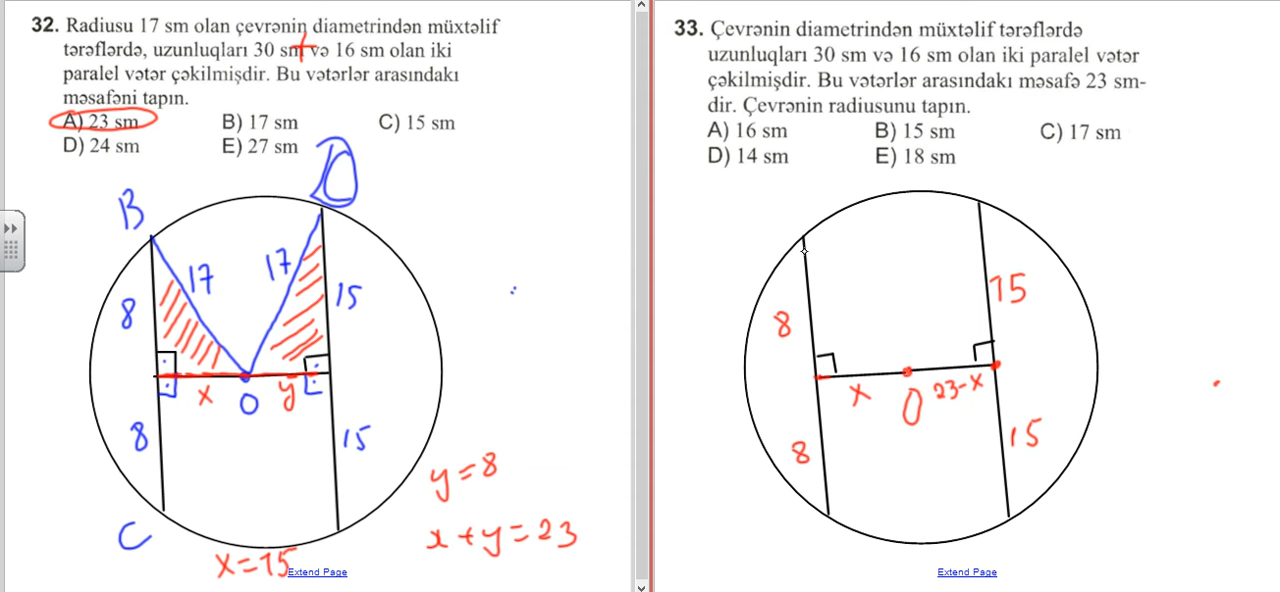 32. Radiusu 17 sm olan çevrənin diametrindən müxtəlif
tərəflərdə, uzunluqları 30 sm və 16 sm olan iki
paralel vətər çəkilmişdir. Bu vətərlər arasındakı
məsafəni tapın.
A) 23 sm B) 17 sm C) 15 sm
D) 24 sm E) 27 sm
B
D
17
17
8
15
x
O
y
8
15
C
y=8
x+y=23
x=15
Extend Page
33. Çevrənin diametrindən müxtəlif tərəflərdə
uzunluqları 30 sm və 16 sm olan iki paralel vətər
çəkilmişdir. Bu vətərlər arasındakı məsafə 23 sm-
dir. Çevrənin radiusunu tapın.
A) 16 sm B) 15 sm C) 17 sm
D) 14 sm E) 18 sm
15
8
x
O
23-x
8
15
Extend Page